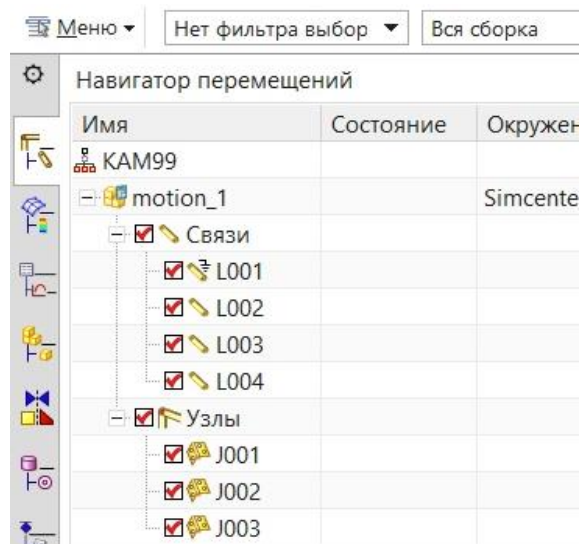 Меню
Нет фильтра выбор
Вся сборка
Навигатор перемещений
Имя Состояние Окружен
КАМ99
motion_1 Simcente
Связи
L001
L002
L003
L004
Узлы
J001
J002
J003